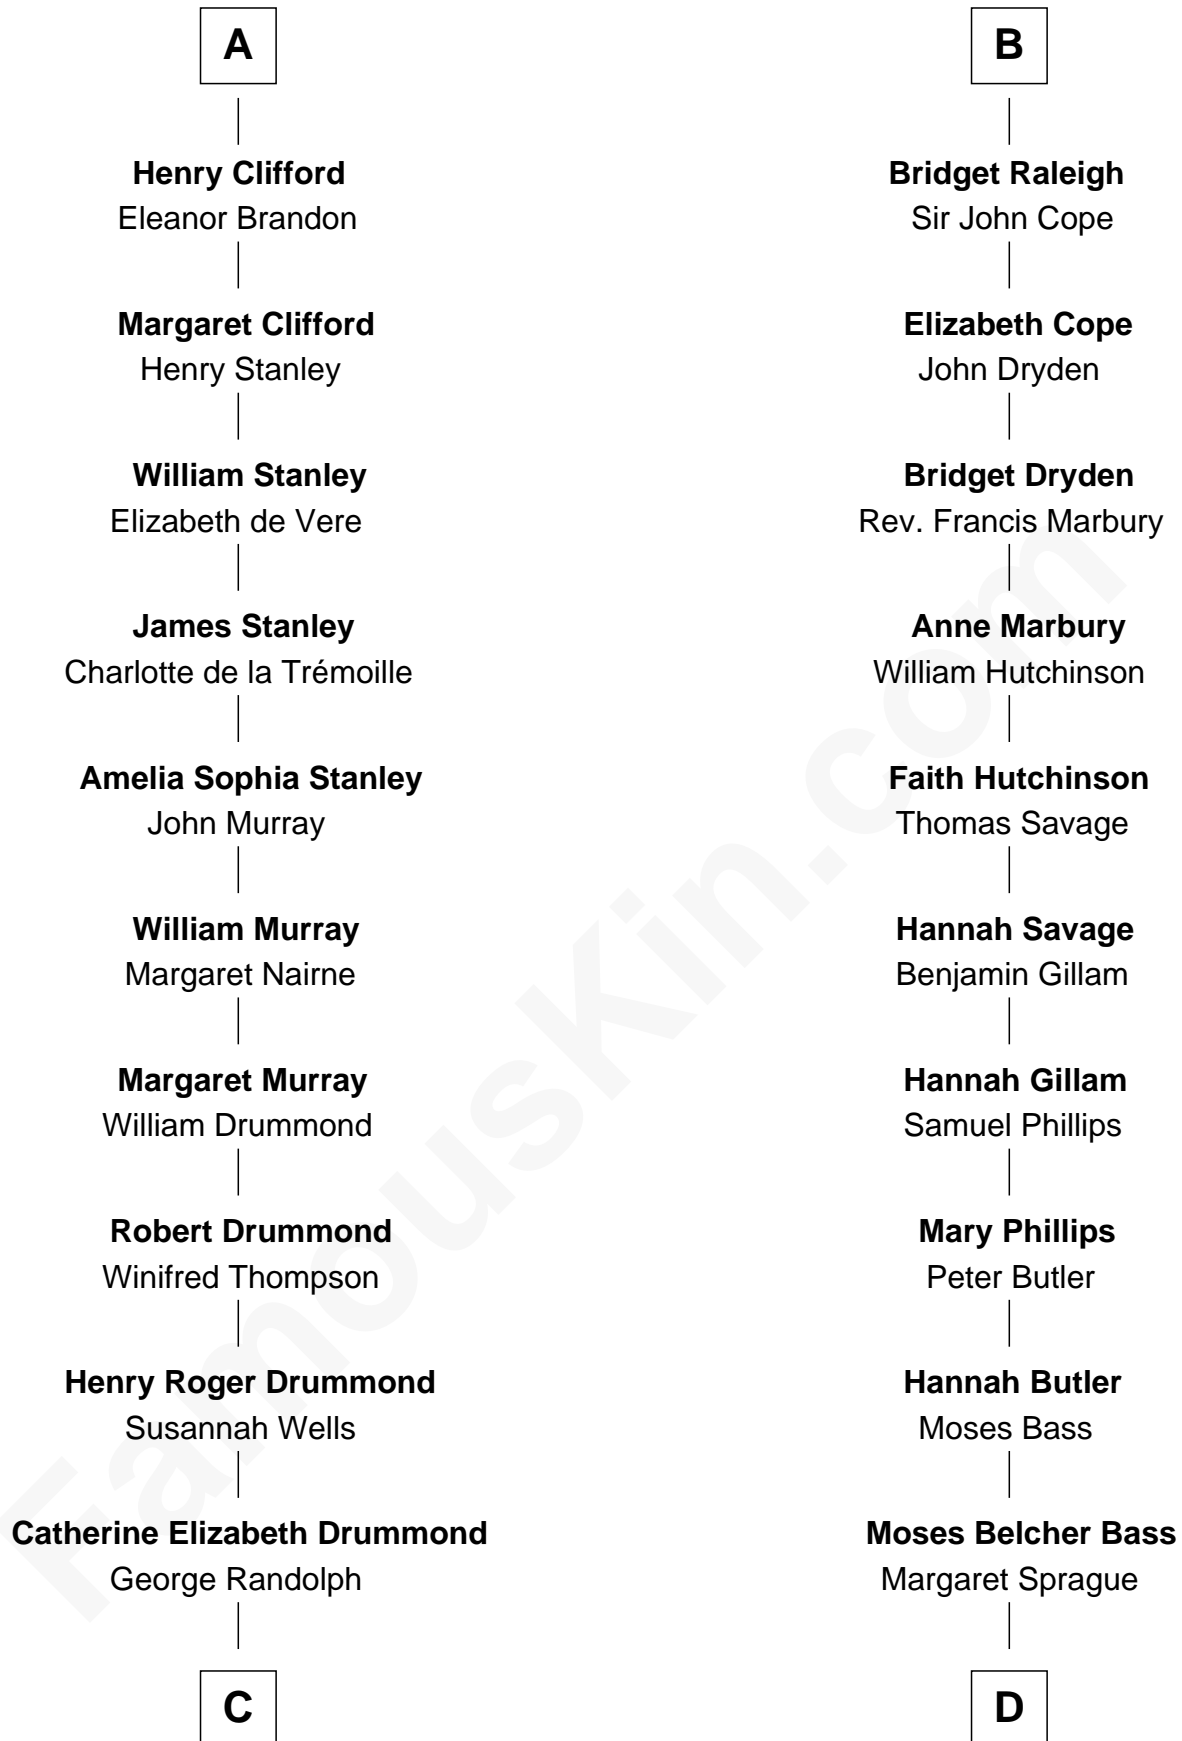 A
Henry Clifford
Eleanor Brandon
Margaret Clifford
Henry Stanley
William Stanley
Elizabeth de Vere
James Stanley
Charlotte de la Trémoille
Amelia Sophia Stanley
John Murray
William Murray
Margaret Nairne
Margaret Murray
William Drummond
Robert Drummond
Winifred Thompson
Henry Roger Drummond
Susannah Wells
Catherine Elizabeth Drummond
George Randolph
C
B
Bridget Raleigh
Sir John Cope
Elizabeth Cope
John Dryden
Bridget Dryden
Rev. Francis Marbury
Anne Marbury
William Hutchinson
Faith Hutchinson
Thomas Savage
Hannah Savage
Benjamin Gillam
Hannah Gillam
Samuel Phillips
Mary Phillips
Peter Butler
Hannah Butler
Moses Bass
Moses Belcher Bass
Margaret Sprague
D
FamousKin.com